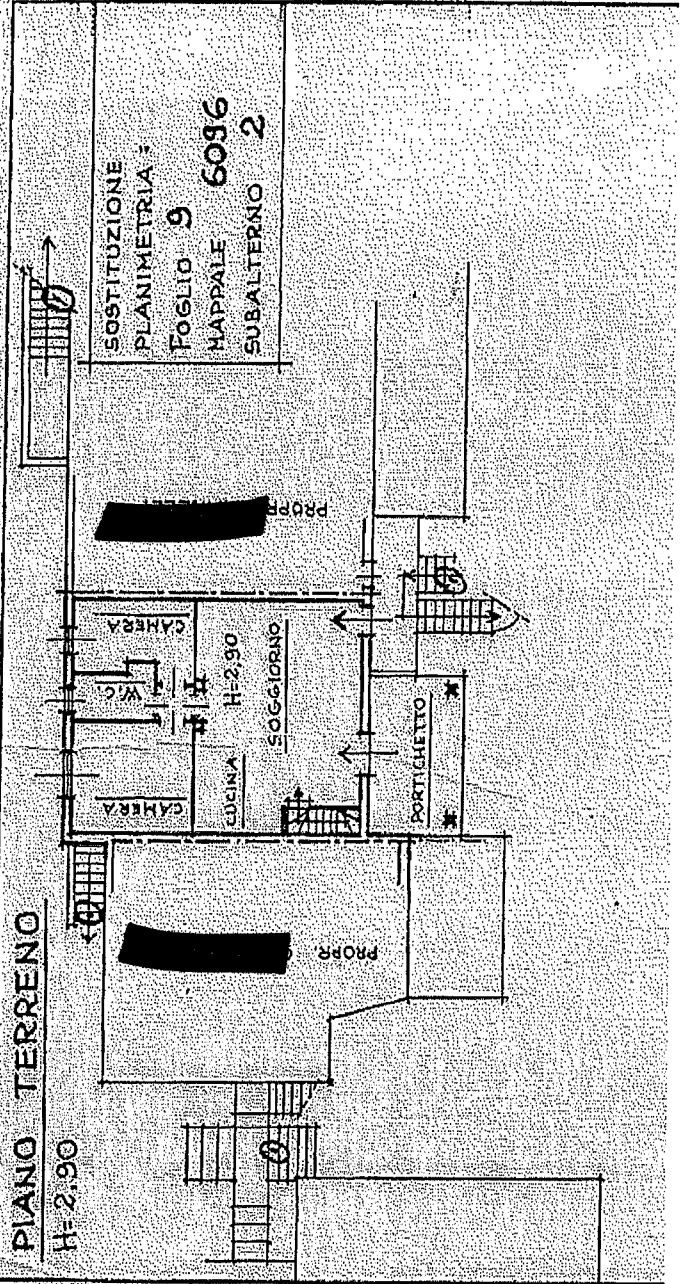 PIANO TERRENO
H=2,90
SOSTITUZIONE
PLANIMETRIA:
FOGLIO 9
MAPPALE 6096
SUBALTERNO 2
CAMERA
W.C.
CAMERA
CUCINA
H=2,90
SOGGIORNO
PORTICHETTO
PROPR.
PROPR.